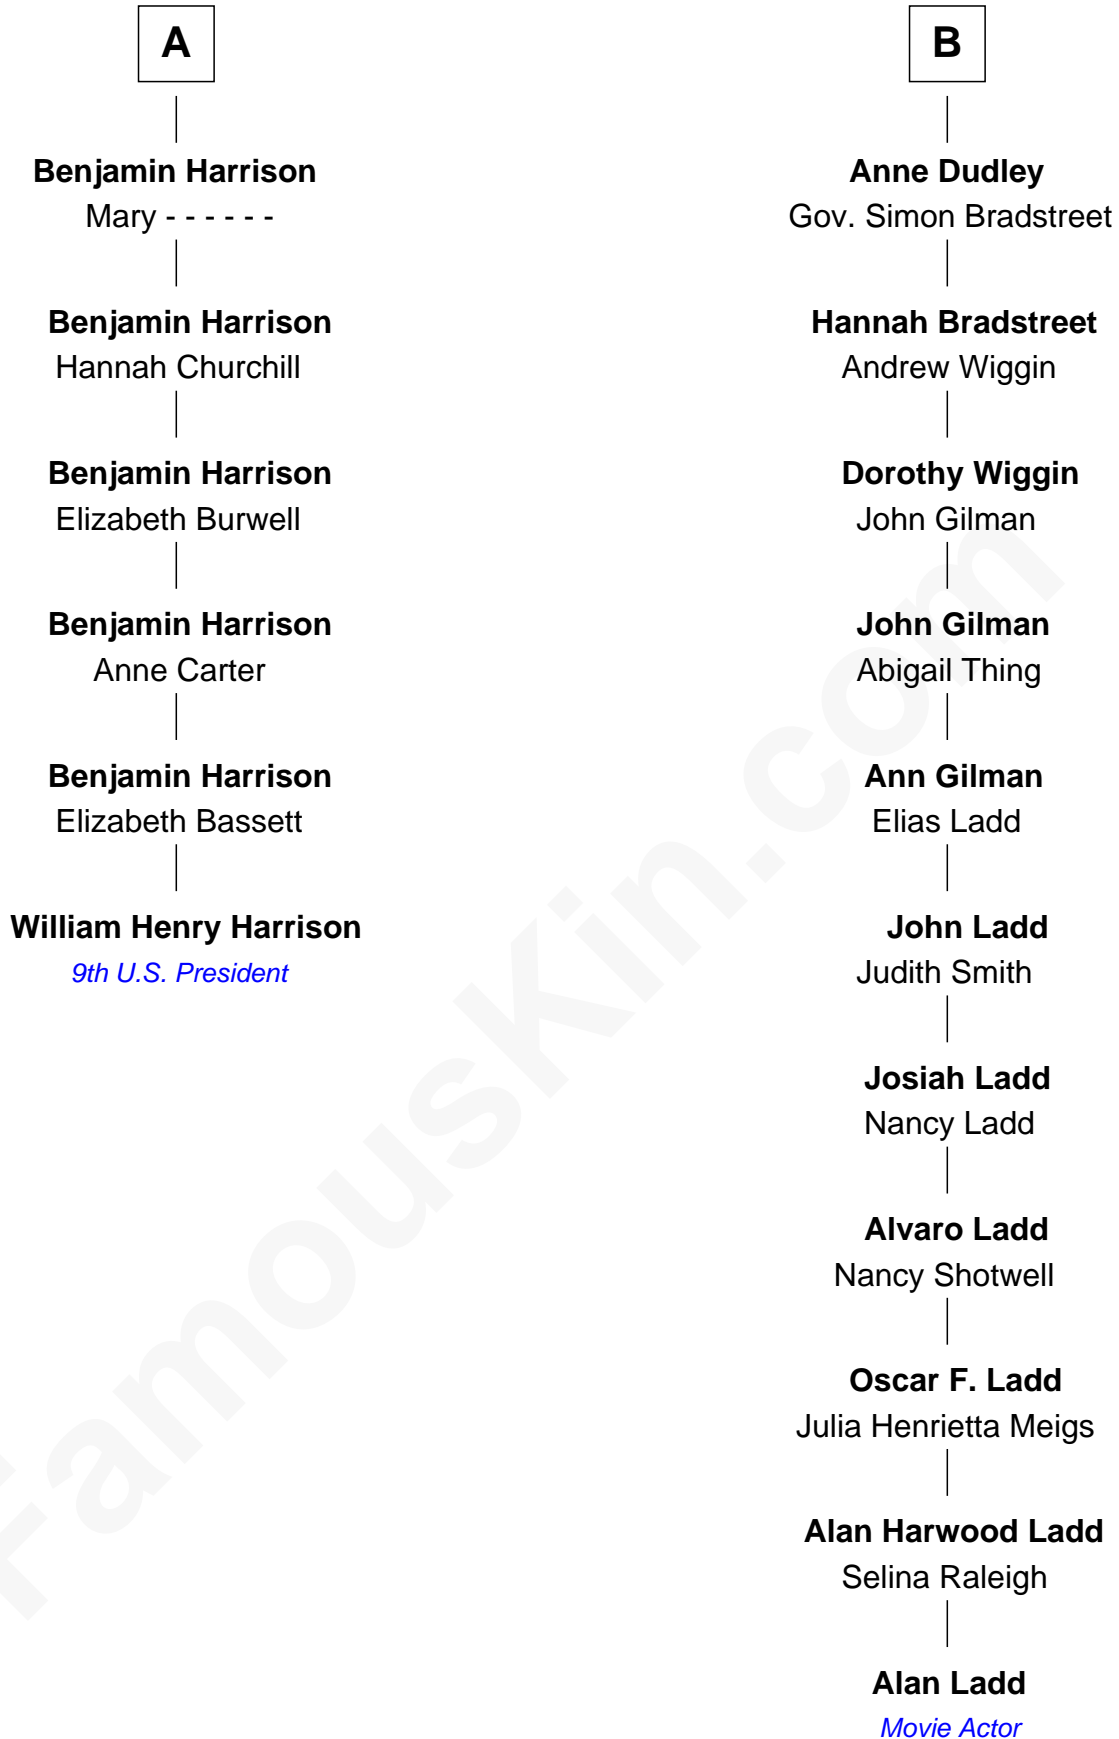 A
Benjamin Harrison
Mary - - - - - -
Benjamin Harrison
Hannah Churchill
Benjamin Harrison
Elizabeth Burwell
Benjamin Harrison
Anne Carter
Benjamin Harrison
Elizabeth Bassett
William Henry Harrison
9th U.S. President
B
Anne Dudley
Gov. Simon Bradstreet
Hannah Bradstreet
Andrew Wiggin
Dorothy Wiggin
John Gilman
John Gilman
Abigail Thing
Ann Gilman
Elias Ladd
John Ladd
Judith Smith
Josiah Ladd
Nancy Ladd
Alvaro Ladd
Nancy Shotwell
Oscar F. Ladd
Julia Henrietta Meigs
Alan Harwood Ladd
Selina Raleigh
Alan Ladd
Movie Actor
FamousKin.com